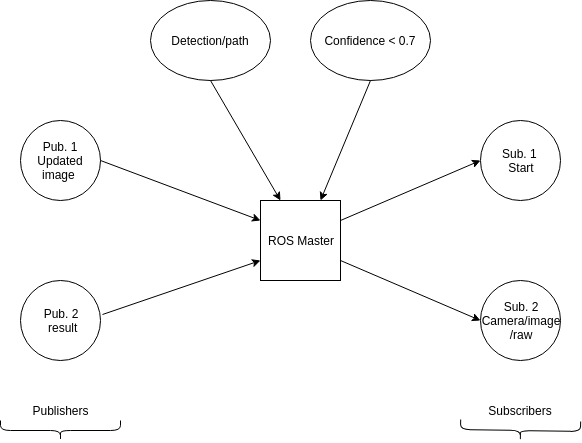 Detection/path
Confidence < 0.7
Pub. 1
Updated
image
Sub. 1
Start
ROS Master
Pub. 2
result
Sub. 2
Camera/image
/raw
Publishers
Subscribers